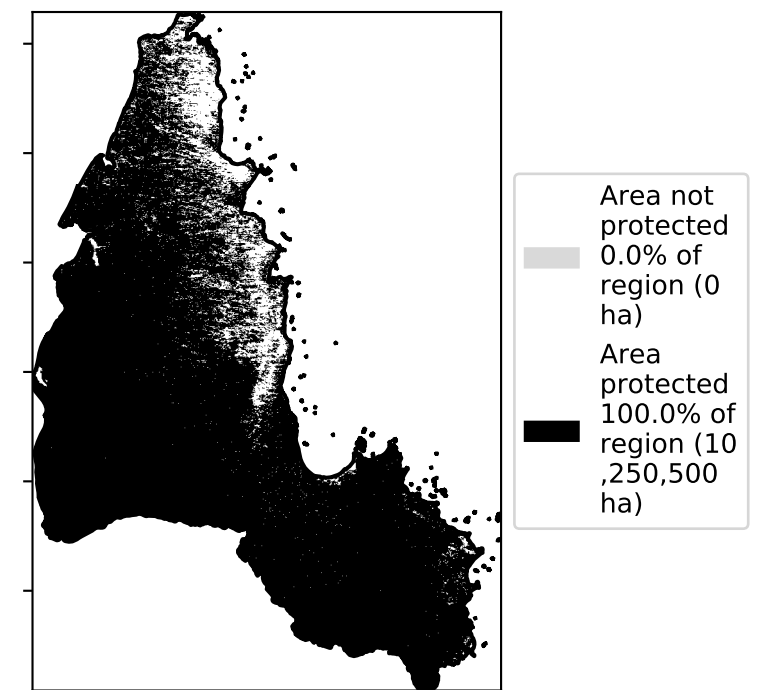 Area not
protected
0.0% of
region (0
ha)
Area
protected
100.0% of
region (10
,250,500
ha)